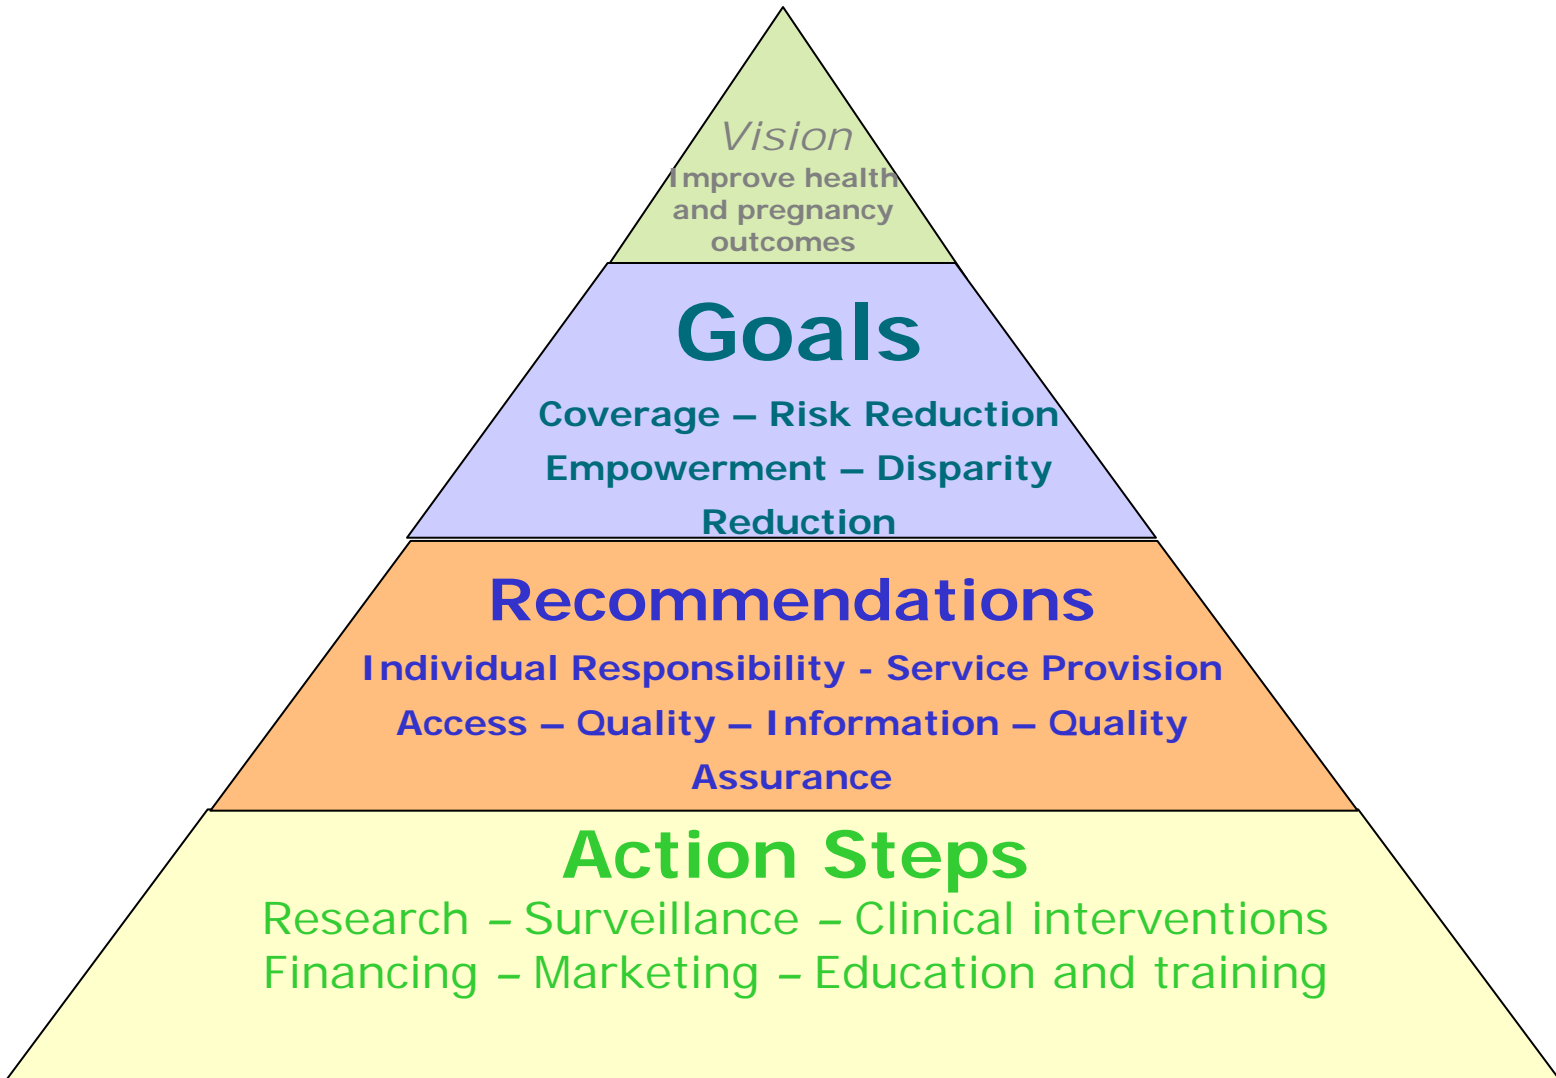 Vision
Improve health
and pregnancy
outcomes
Goals
Coverage – Risk Reduction
Empowerment – Disparity
Reduction
Recommendations
Individual Responsibility - Service Provision
Access – Quality – Information – Quality
Assurance
Action Steps
Research – Surveillance – Clinical interventions
Financing – Marketing – Education and training